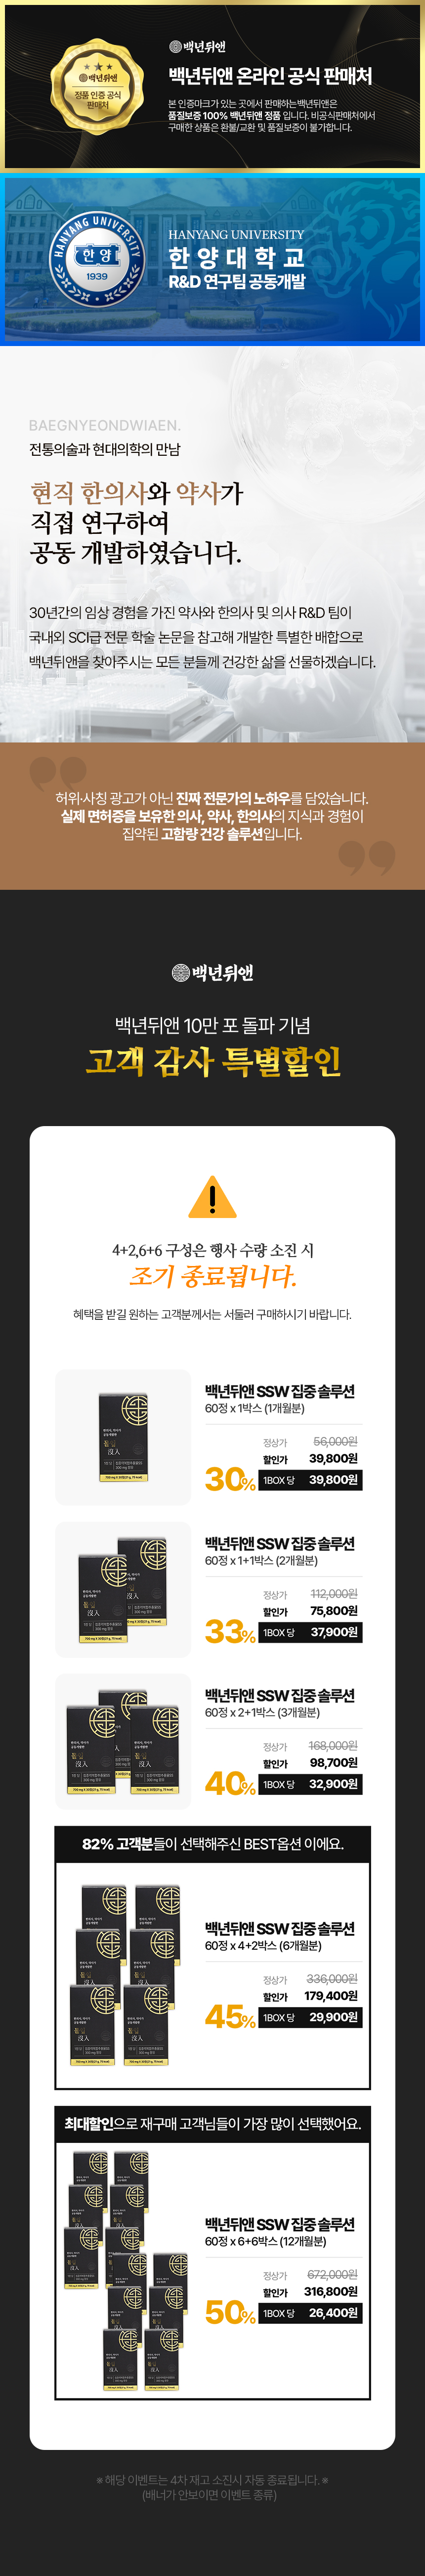 백년뒤앤
백년뒤앤 온라인 공식 판매처
본 인증마크가 있는 곳에서 판매하는백년뒤앤은
품질보증 100% 백년뒤앤 정품 입니다. 비공식판매처에서
구매한 상품은 환불/교환 및 품질보증이 불가합니다.
백년뒤앤
정품 인증 공식
판매처
HANYANG UNIVERSITY
한양
1939
HANYANG UNIVERSITY
한양대학교
R&D 연구팀 공동개발
BAEGNYEONDWIAEN.
전통의술과 현대의학의 만남
현직 한의사와 약사가
직접 연구하여
공동 개발하였습니다.
30년간의 임상 경험을 가진 약사와 한의사 및 의사 R&D 팀이
국내외 SCI급 전문 학술 논문을 참고해 개발한 특별한 배합으로
백년뒤앤을 찾아주시는 모든 분들께 건강한 삶을 선물하겠습니다.
허위·사칭 광고가 아닌 진짜 전문가의 노하우를 담았습니다.
실제 면허증을 보유한 의사, 약사, 한의사의 지식과 경험이
집약된 고함량 건강 솔루션입니다.
백년뒤앤
백년뒤앤 10만 포 돌파 기념
고객 감사 특별할인
4+2,6+6 구성은 행사 수량 소진 시
조기 종료됩니다.
혜택을 받길 원하는 고객분께서는 서둘러 구매하시기 바랍니다.
백년뒤앤 SSW 집중 솔루션
60정 x 1박스 (1개월분)
정상가 56,000원
할인가 39,800원
30% 1BOX 당 39,800원
백년뒤앤 SSW 집중 솔루션
60정 x 1+1박스 (2개월분)
정상가 112,000원
할인가 75,800원
33% 1BOX 당 37,900원
백년뒤앤 SSW 집중 솔루션
60정 x 2+1박스 (3개월분)
정상가 168,000원
할인가 98,700원
40% 1BOX 당 32,900원
82% 고객분들이 선택해주신 BEST옵션 이에요.
백년뒤앤 SSW 집중 솔루션
60정 x 4+2박스 (6개월분)
정상가 336,000원
할인가 179,400원
45% 1BOX 당 29,900원
최대할인으로 재구매 고객님들이 가장 많이 선택했어요.
백년뒤앤 SSW 집중 솔루션
60정 x 6+6박스 (12개월분)
정상가 672,000원
할인가 316,800원
50% 1BOX 당 26,400원
※ 해당 이벤트는 4차 재고 소진시 자동 종료됩니다. ※
(배너가 안보이면 이벤트 종류)